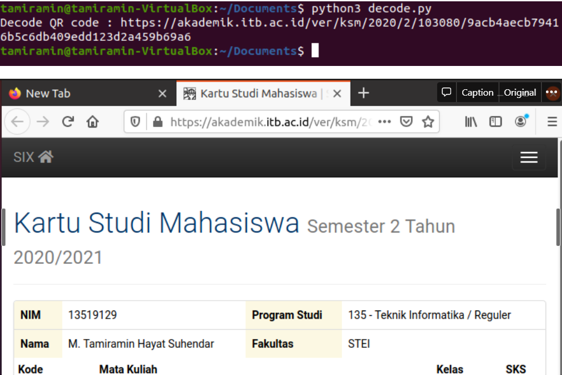 tamiramin@tamiramin-VirtualBox:~/Documents$ python3 decode.py
Decode QR code : https://akademik.itb.ac.id/ver/ksm/2020/2/103080/9acb4aecb7941
6b5c6db409edd123d2a459b69a6
tamiramin@tamiramin-VirtualBox:~/Documents$
New Tab
Kartu Studi Mahasiswa |
Caption
...Original
https://akademik.itb.ac.id/ver/ksm/20
SIX
Kartu Studi Mahasiswa Semester 2 Tahun
2020/2021
NIM 13519129 Program Studi 135 - Teknik Informatika / Reguler
Nama M. Tamiramin Hayat Suhendar Fakultas STEI
Kode Mata Kuliah Kelas SKS